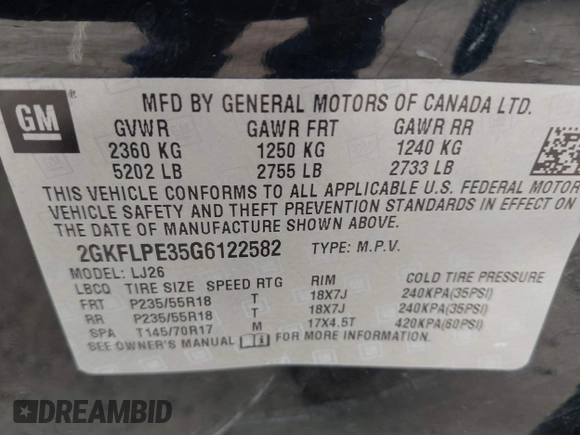 GM ®
MFD BY GENERAL MOTORS OF CANADA LTD.
GVWR GAWR FRT GAWR RR
2360 KG 1250 KG 1240 KG
5202 LB 2755 LB 2733 LB
THIS VEHICLE CONFORMS TO ALL APPLICABLE U.S. FEDERAL MOTOR
VEHICLE SAFETY AND THEFT PREVENTION STANDARDS IN EFFECT ON
THE DATE OF MANUFACTURE SHOWN ABOVE.
2GKFLPE35G6122582 TYPE: M.P.V.
MODEL: LJ26
LBCQ TIRE SIZE SPEED RTG RIM COLD TIRE PRESSURE
FRT P235/55R18 T 18X7J 240KPA(35PSI)
RR P235/55R18 T 18X7J 240KPA(35PSI)
SPA T145/70R17 M 17X4.5T 420KPA(60PSI)
SEE OWNER'S MANUAL FOR MORE INFORMATION.
DREAMBID